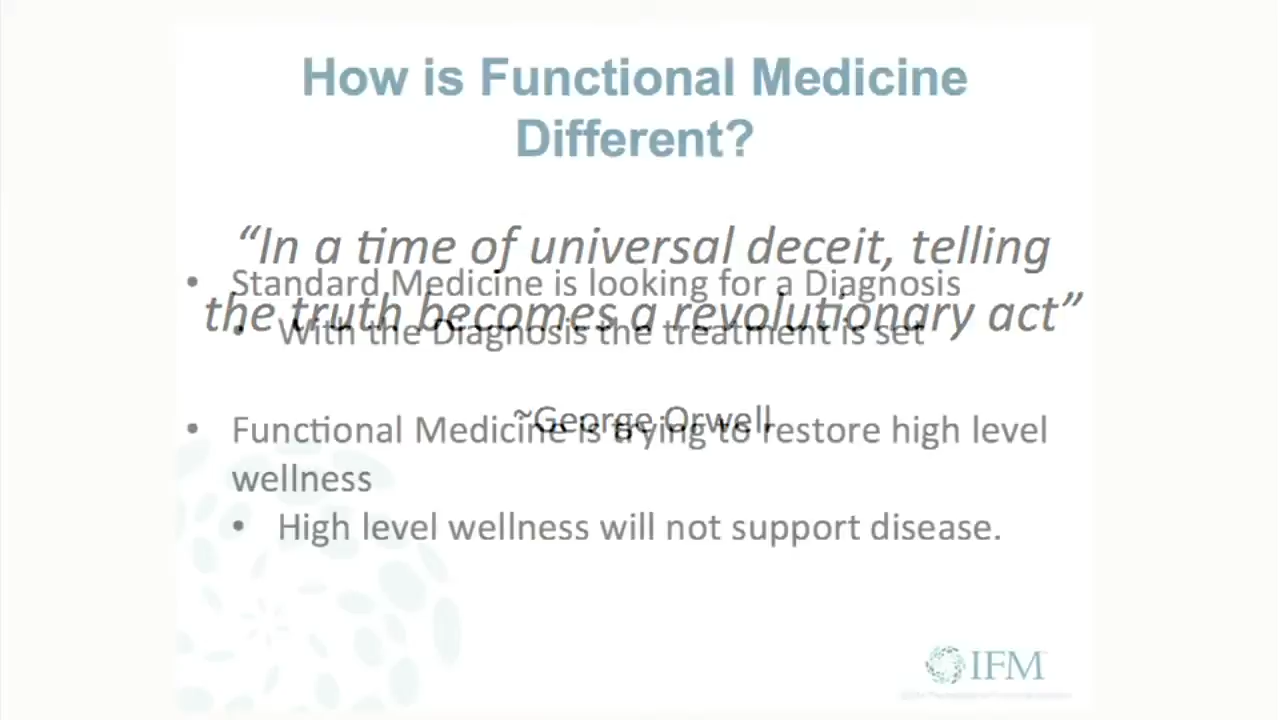 How is Functional Medicine
Different?
“In a time of universal deceit, telling
• Standard Medicine is looking for a Diagnosis
the truth becomes a revolutionary act”
• With the Diagnosis the treatment is set
~George Orwell
• Functional Medicine is trying to restore high level
wellness
• High level wellness will not support disease.
IFM